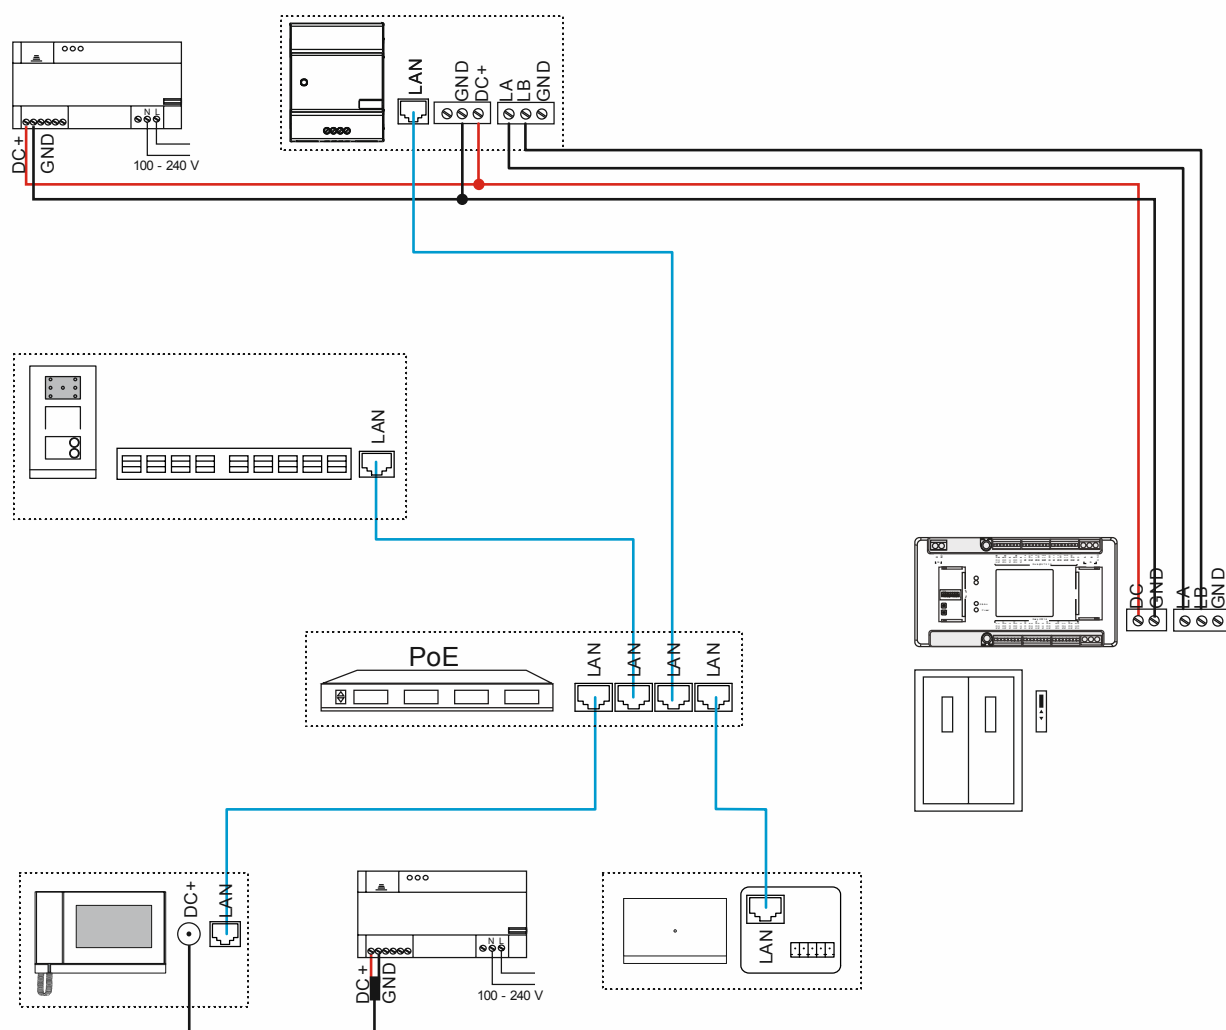 LAN
GND
DC+
LA
LB
GND
N L
DC+
GND
100 - 240 V
LAN
DC
GND
LA
LB
GND
PoE
LAN
LAN
LAN
LAN
DC+
LAN
N L
DC+
GND
100 - 240 V
LAN